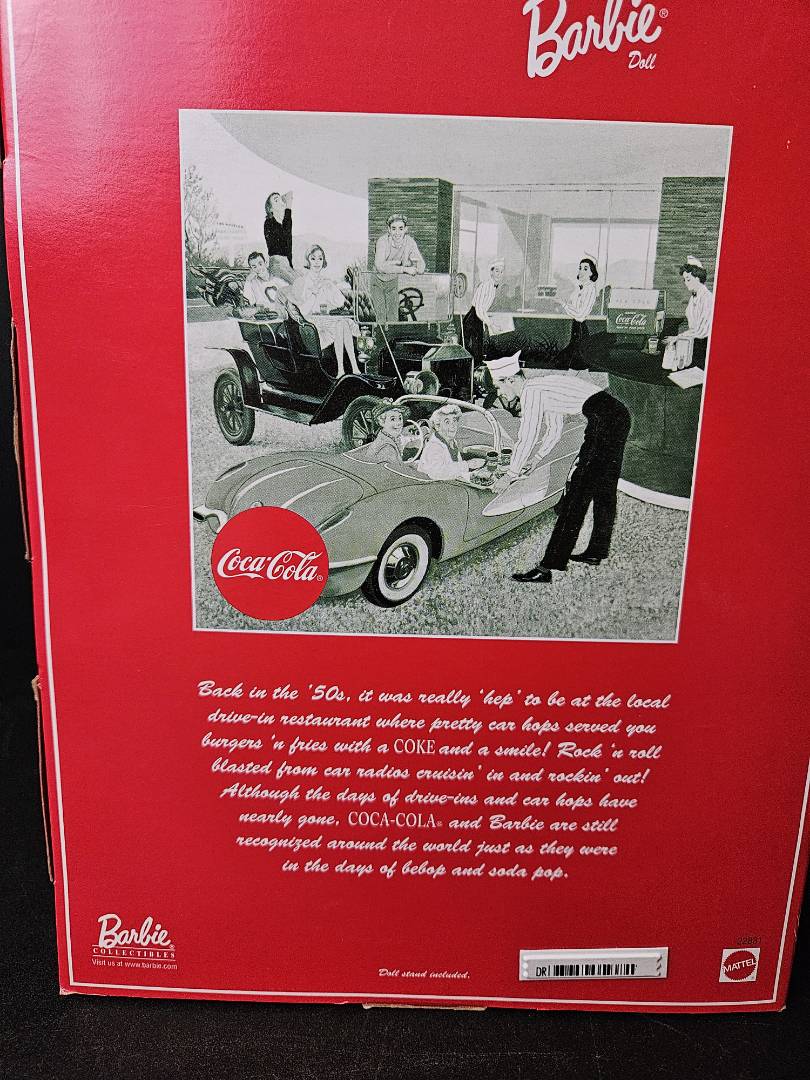 Barbie®
Doll
Coca-Cola
Coca-Cola®
Back in the '50s, it was really 'hep' to be at the local
drive-in restaurant where pretty car hops served you
burgers 'n fries with a COKE and a smile! Rock 'n roll
blasted from car radios cruisin' in and rockin' out!
Although the days of drive-ins and car hops have
nearly gone, COCA-COLA® and Barbie are still
recognized around the world just as they were
in the days of bebop and soda pop.
Barbie®
COLLECTIBLES
Visit us at www.barbie.com
Doll stand included.
DR
22831
MATTEL